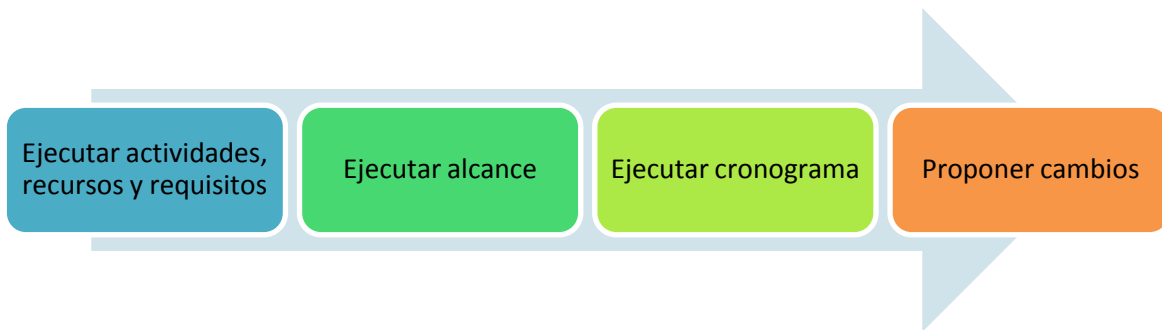 Ejecutar actividades,
recursos y requisitos
Ejecutar alcance
Ejecutar cronograma
Proponer cambios